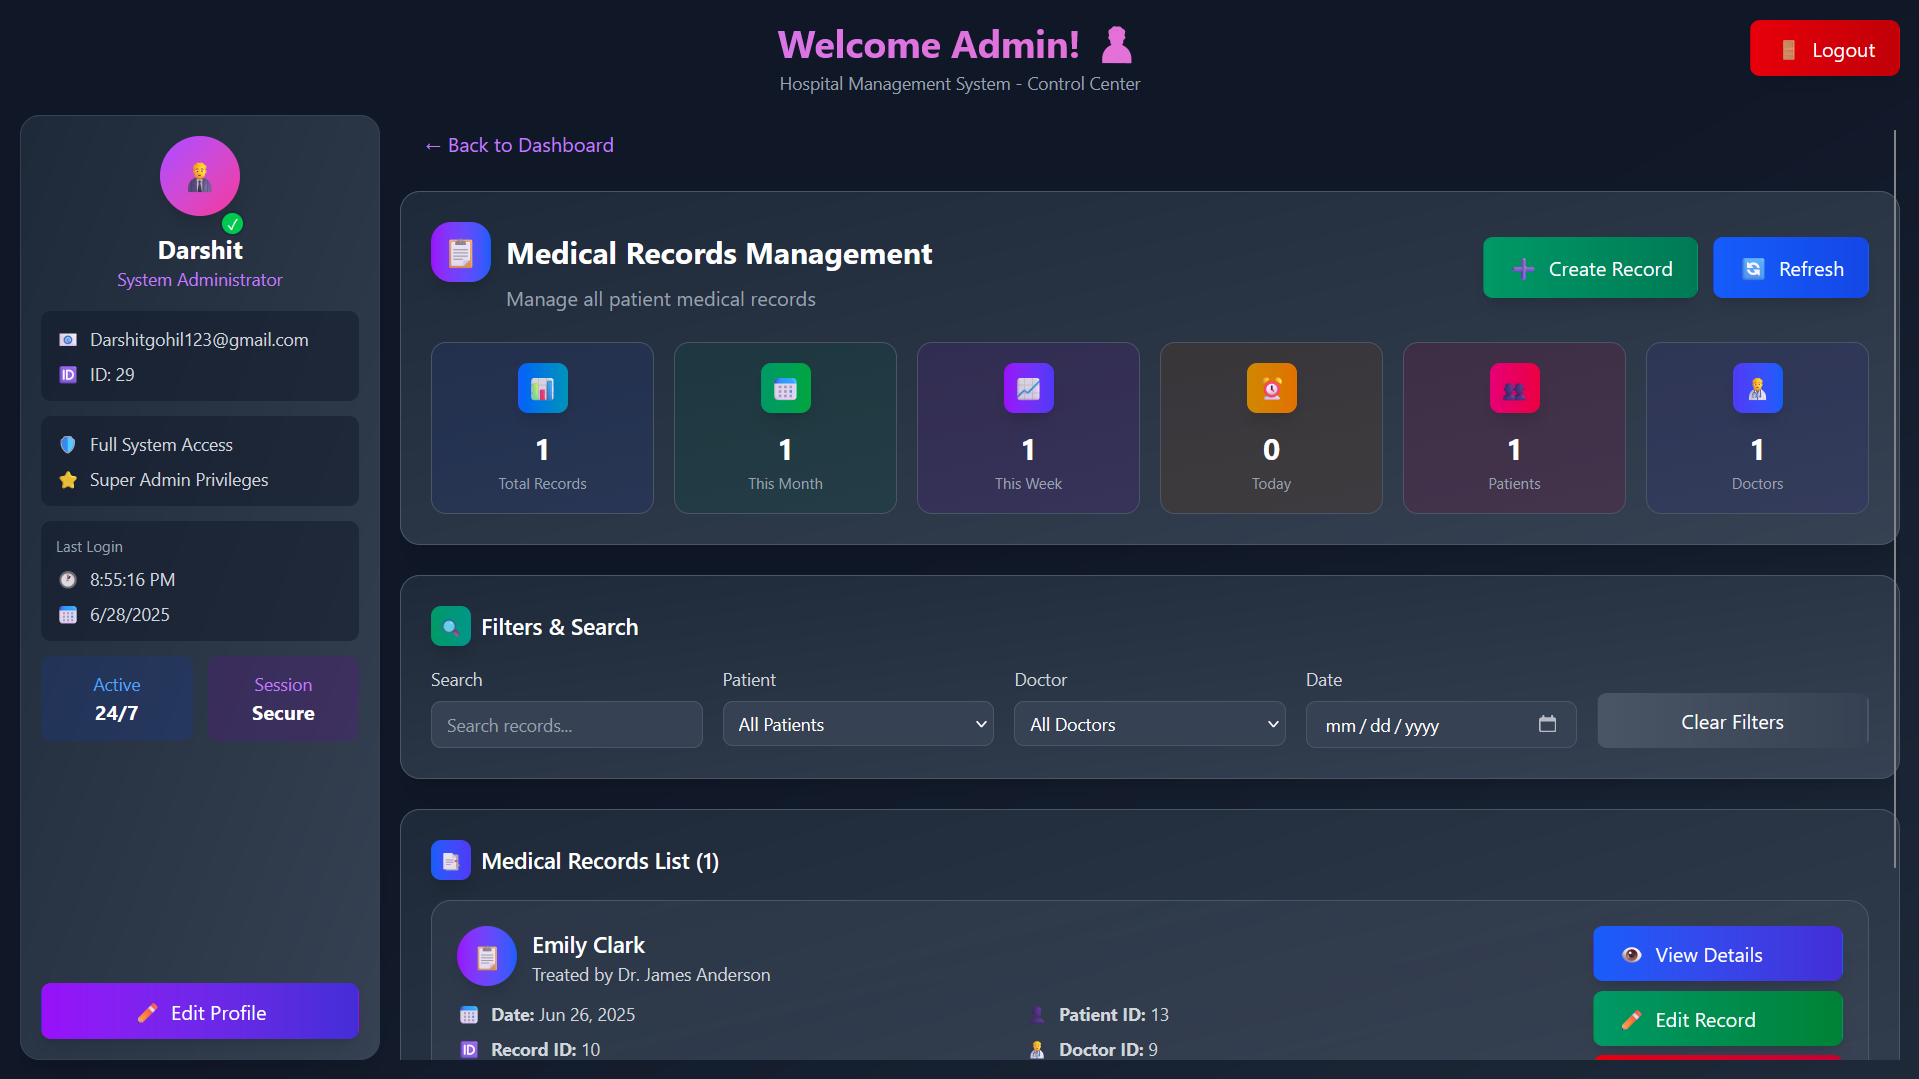 Welcome Admin!
Hospital Management System - Control Center
Logout
Darshit
System Administrator
Darshitgohil123@gmail.com
ID: 29
Full System Access
Super Admin Privileges
Last Login
8:55:16 PM
6/28/2025
Active
24/7
Session
Secure
Edit Profile
← Back to Dashboard
Medical Records Management
Manage all patient medical records
Create Record
Refresh
1
Total Records
1
This Month
1
This Week
0
Today
1
Patients
1
Doctors
Filters & Search
Search
Search records...
Patient
All Patients
Doctor
All Doctors
Date
mm/dd/yyyy
Clear Filters
Medical Records List (1)
Emily Clark
Treated by Dr. James Anderson
Date: Jun 26, 2025
Patient ID: 13
Record ID: 10
Doctor ID: 9
View Details
Edit Record